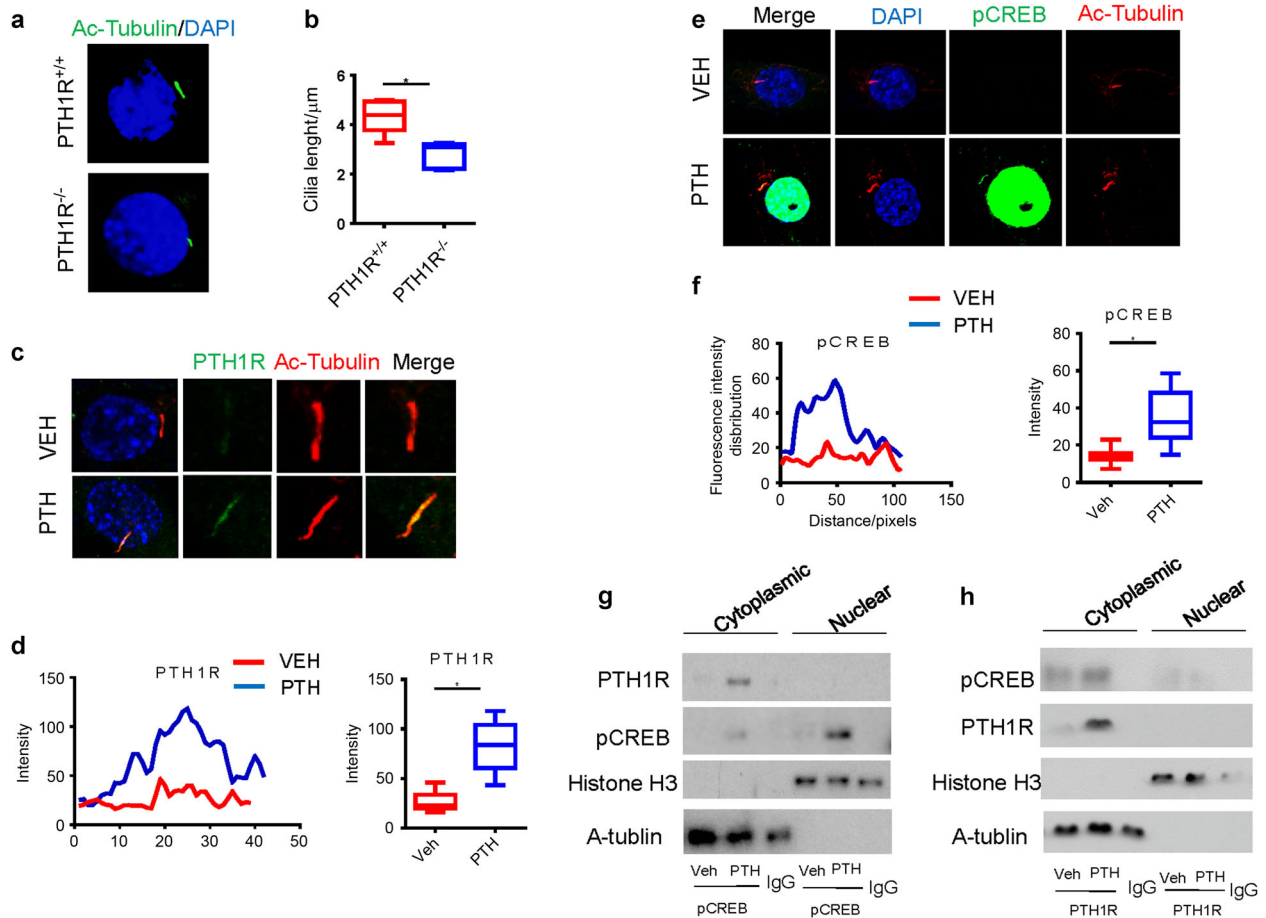 a
Ac-Tubulin/DAPI
PTH1R+/+
PTH1R-/-
b
Cilia lenght/μm
6
4
2
0
*
PTH1R+/+
PTH1R-/-
c
PTH1R Ac-Tubulin Merge
VEH
PTH
d
PTH1R
VEH
PTH
Intensity
150
100
50
0
0 10 20 30 40 50
PTH1R
Intensity
150
100
50
0
*
Veh
PTH
e
Merge DAPI pCREB Ac-Tubulin
VEH
PTH
f
VEH
PTH
pCREB
Fluorescence intensity
disbribution
80
60
40
20
0
0 50 100 150
Distance/pixels
pCREB
Intensity
80
60
40
20
0
*
Veh
PTH
g
Cytoplasmic Nuclear
PTH1R
pCREB
Histone H3
A-tublin
Veh PTH IgG Veh PTH IgG
pCREB pCREB
h
Cytoplasmic Nuclear
pCREB
PTH1R
Histone H3
A-tublin
Veh PTH IgG Veh PTH IgG
PTH1R PTH1R